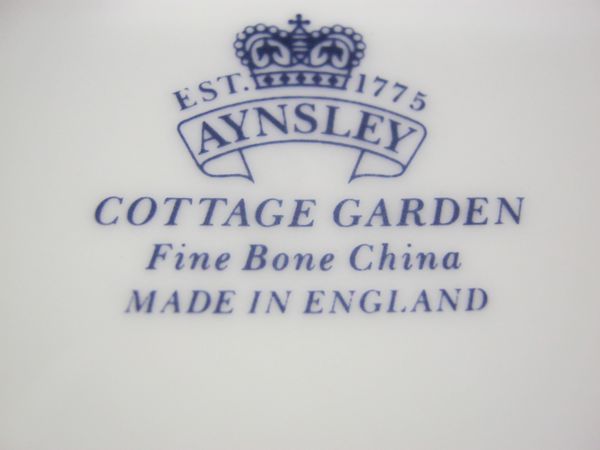 EST. 1775
AYNSLEY
COTTAGE GARDEN
Fine Bone China
MADE IN ENGLAND